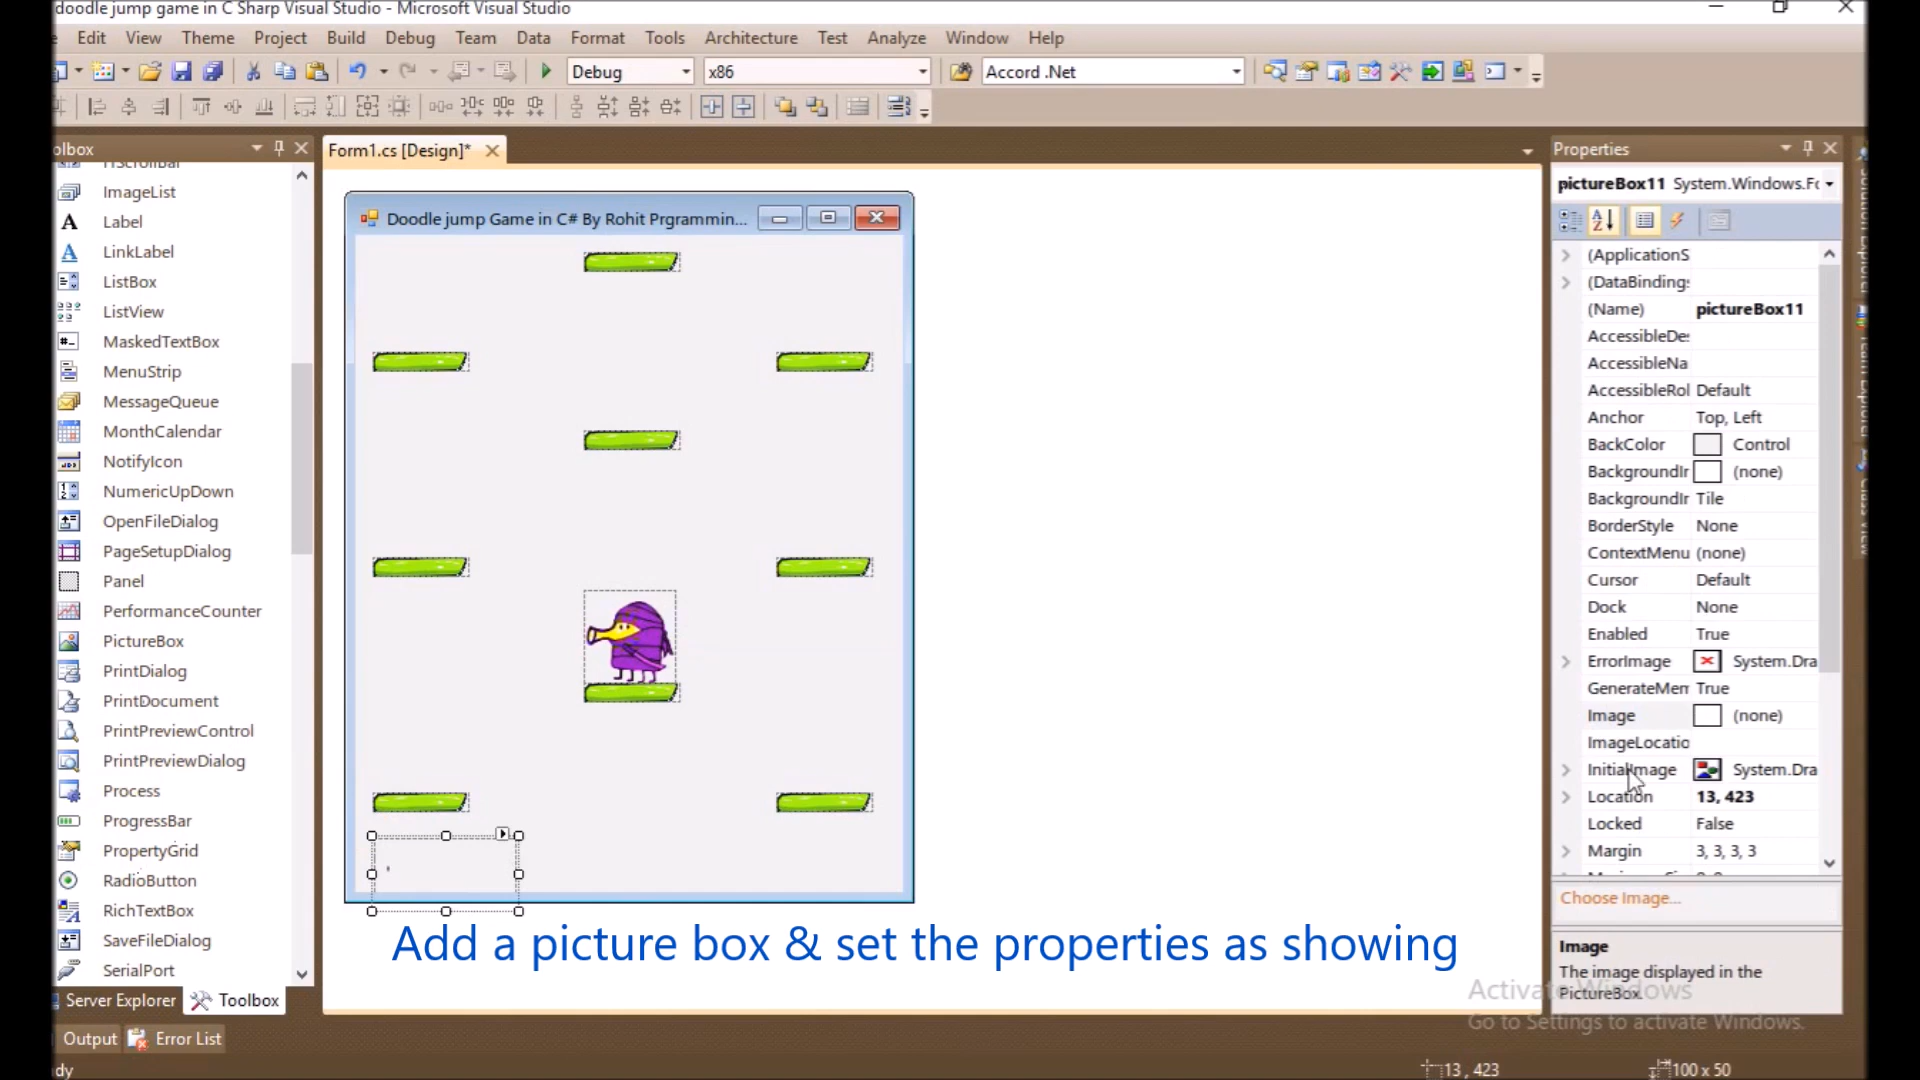 doodle jump game in C Sharp Visual Studio - Microsoft Visual Studio
Edit View Theme Project Build Debug Team Data Format Tools Architecture Test Analyze Window Help
Debug x86 Accord .Net
olbox
ImageList
Label
LinkLabel
ListBox
ListView
MaskedTextBox
MenuStrip
MessageQueue
MonthCalendar
NotifyIcon
NumericUpDown
OpenFileDialog
PageSetupDialog
Panel
PerformanceCounter
PictureBox
PrintDialog
PrintDocument
PrintPreviewControl
PrintPreviewDialog
Process
ProgressBar
PropertyGrid
RadioButton
RichTextBox
SaveFileDialog
SerialPort
Server Explorer Toolbox
Output Error List
dy
Form1.cs [Design]*
Doodle jump Game in C# By Rohit Prgrammin...
Add a picture box & set the properties as showing
Properties
pictureBox11 System.Windows.Fo
(ApplicationS
(DataBindings
(Name) pictureBox11
AccessibleDes
AccessibleNa
AccessibleRol Default
Anchor Top, Left
BackColor Control
BackgroundIr (none)
BackgroundIr Tile
BorderStyle None
ContextMenu (none)
Cursor Default
Dock None
Enabled True
ErrorImage System.Dra
GenerateMem True
Image (none)
ImageLocatio
InitialImage System.Dra
Location 13, 423
Locked False
Margin 3, 3, 3, 3
Choose Image...
Image
The image displayed in the
PictureBox.
Activate Windows
Go to Settings to activate Windows.
13 , 423 100 x 50